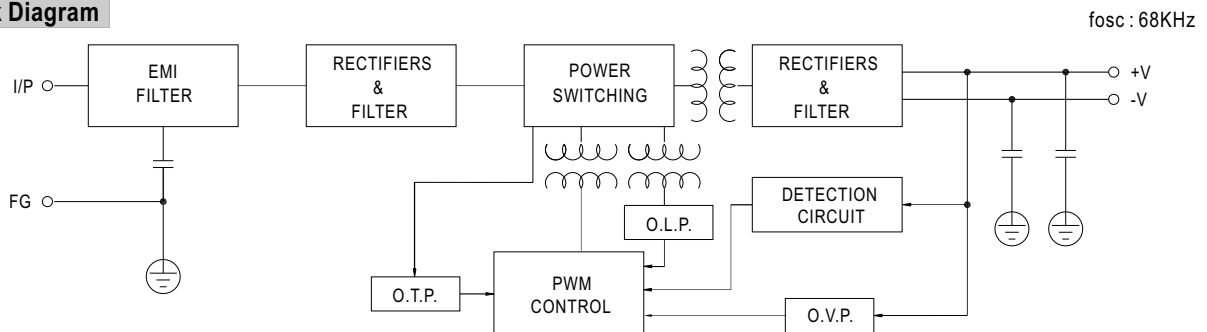 Diagram
fosc : 68KHz
I/P
EMI
FILTER
RECTIFIERS
&
FILTER
POWER
SWITCHING
RECTIFIERS
&
FILTER
+V
-V
FG
O.L.P.
DETECTION
CIRCUIT
O.T.P.
PWM
CONTROL
O.V.P.